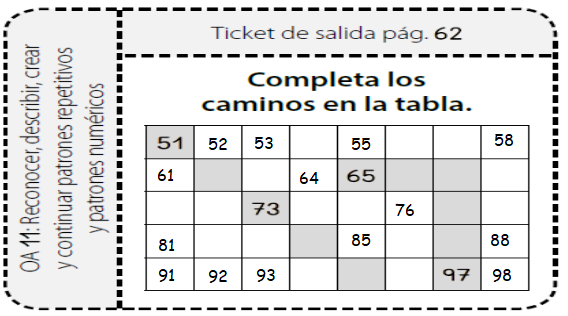 OA 11: Reconocer, describir, crear
y continuar patrones repetitivos
y patrones numéricos
Ticket de salida pág. 62
Completa los
caminos en la tabla.
51 52 53 55 58
61 64 65
73 76
81 85 88
91 92 93 97 98